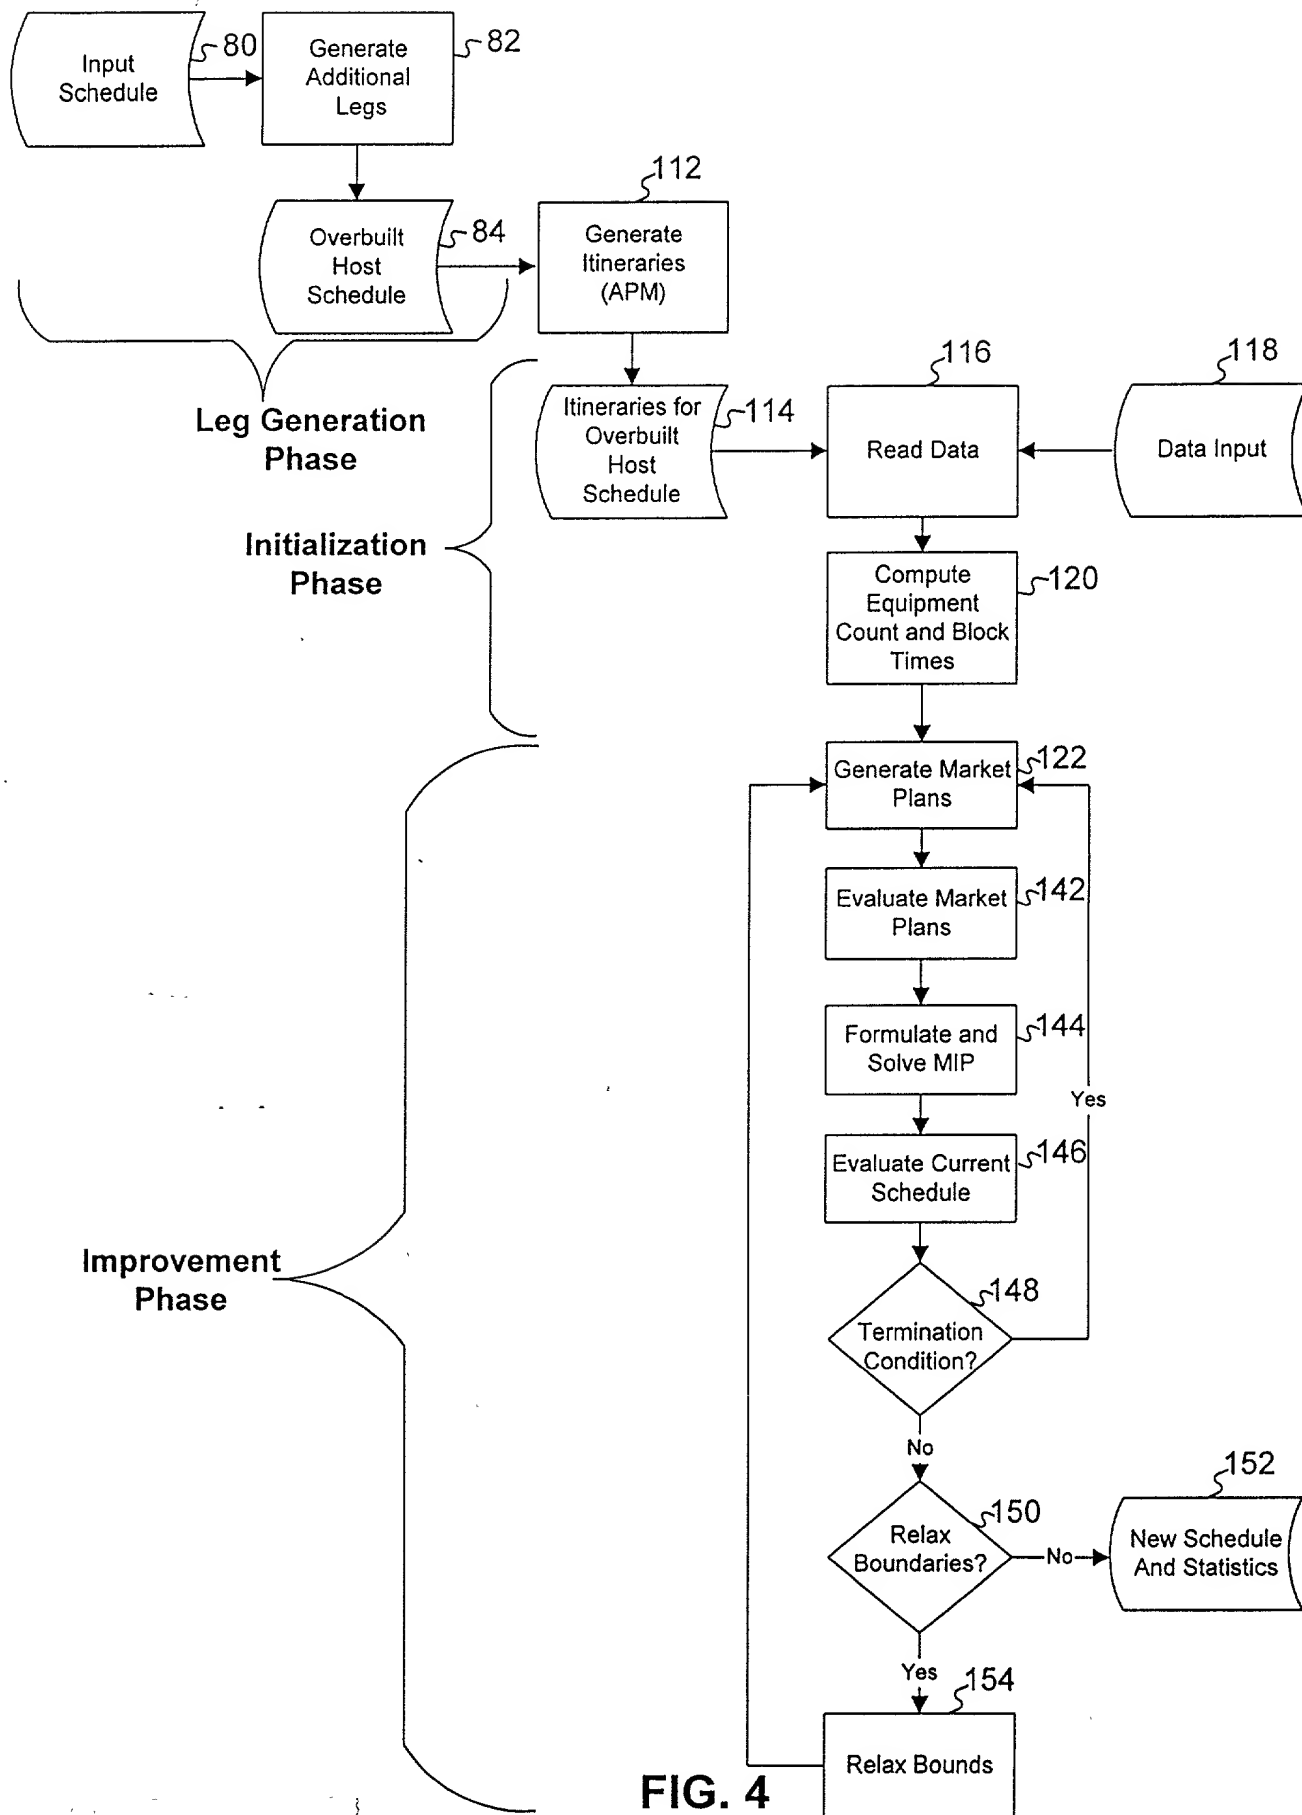 Input
Schedule
80
Generate
Additional
Legs
82
Overbuilt
Host
Schedule
84
Generate
Itineraries
(APM)
112
Leg Generation
Phase
Itineraries for
Overbuilt
Host
Schedule
114
Read Data
116
Data Input
118
Initialization
Phase
Compute
Equipment
Count and Block
Times
120
Generate Market
Plans
122
Evaluate Market
Plans
142
Formulate and
Solve MIP
144
Yes
Evaluate Current
Schedule
146
Improvement
Phase
Termination
Condition?
148
No
Relax
Boundaries?
150
No
New Schedule
And Statistics
152
Yes
Relax Bounds
154
FIG. 4